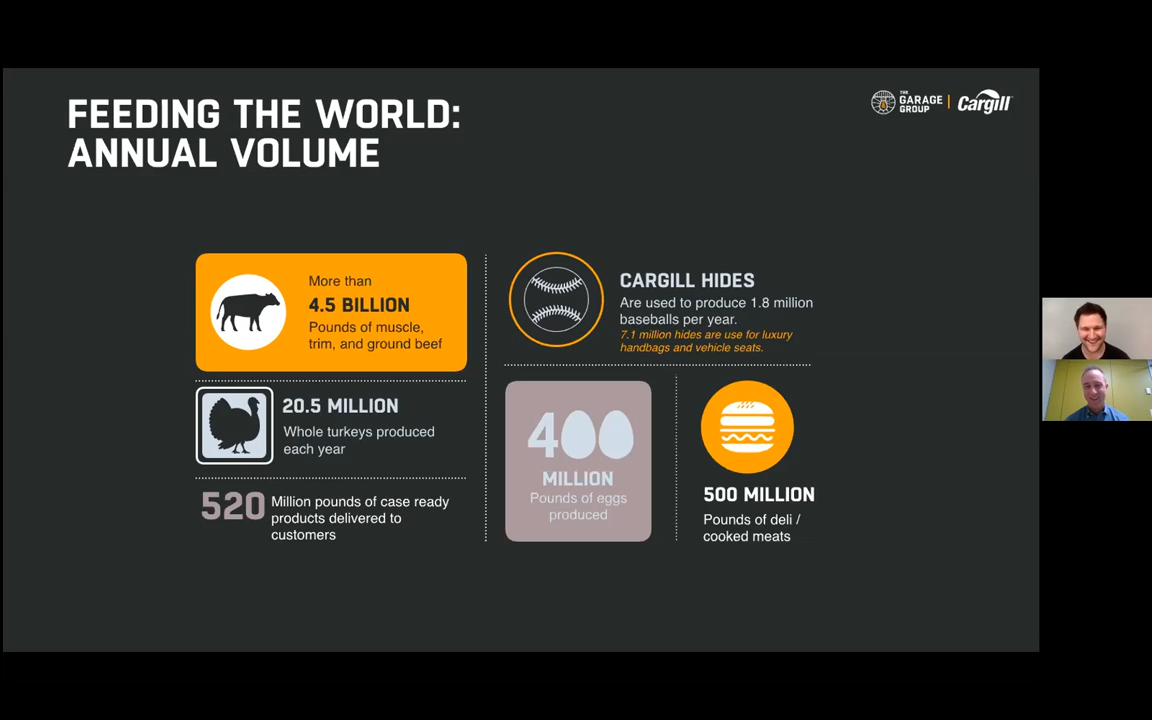 FEEDING THE WORLD:
ANNUAL VOLUME
THE
GARAGE
GROUP
Cargill
More than
4.5 BILLION
Pounds of muscle,
trim, and ground beef
20.5 MILLION
Whole turkeys produced
each year
520
Million pounds of case ready
products delivered to
customers
CARGILL HIDES
Are used to produce 1.8 million
baseballs per year.
7.1 million hides are use for luxury
handbags and vehicle seats.
400
MILLION
Pounds of eggs
produced
500 MILLION
Pounds of deli /
cooked meats